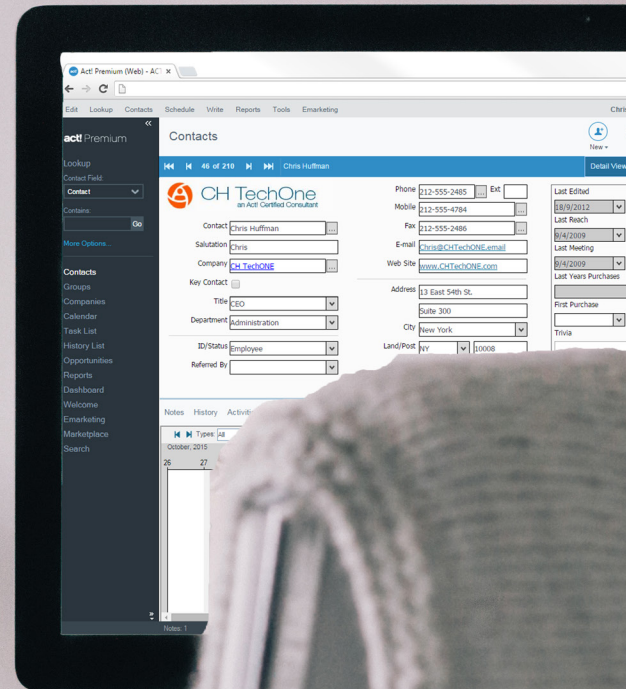 act! Act! Premium (Web) - AC ×
Edit Lookup Contacts Schedule Write Reports Tools Emarketing Chri
act! Premium
Contacts
New
Lookup
46 of 210 Chris Huffman Detail View
Contact Field:
Contact
Contains:
Go
More Options...
Contacts
Groups
Companies
Calendar
Task List
History List
Opportunities
Reports
Dashboard
Welcome
Emarketing
Marketplace
Search
CH TechOne
an Act! Certified Consultant
Contact Chris Huffman ...
Salutation Chris
Company CH TechONE ...
Key Contact
Title CEO
Department Administration
ID/Status Employee
Referred By
Phone 212-555-2485 ... Ext
Mobile 212-555-4784 ...
Fax 212-555-2486 ...
E-mail Chris@CHTechONE.email
Web Site www.CHTechONE.com
Address 13 East 54th St.
Suite 300
City New York
Land/Post NY 10008
Last Edited
18/9/2012
Last Reach
9/4/2009
Last Meeting
9/4/2009
Last Years Purchases
First Purchase
Trivia
Notes History Activiti
Types: All
October, 2015
26 27
Notes: 1